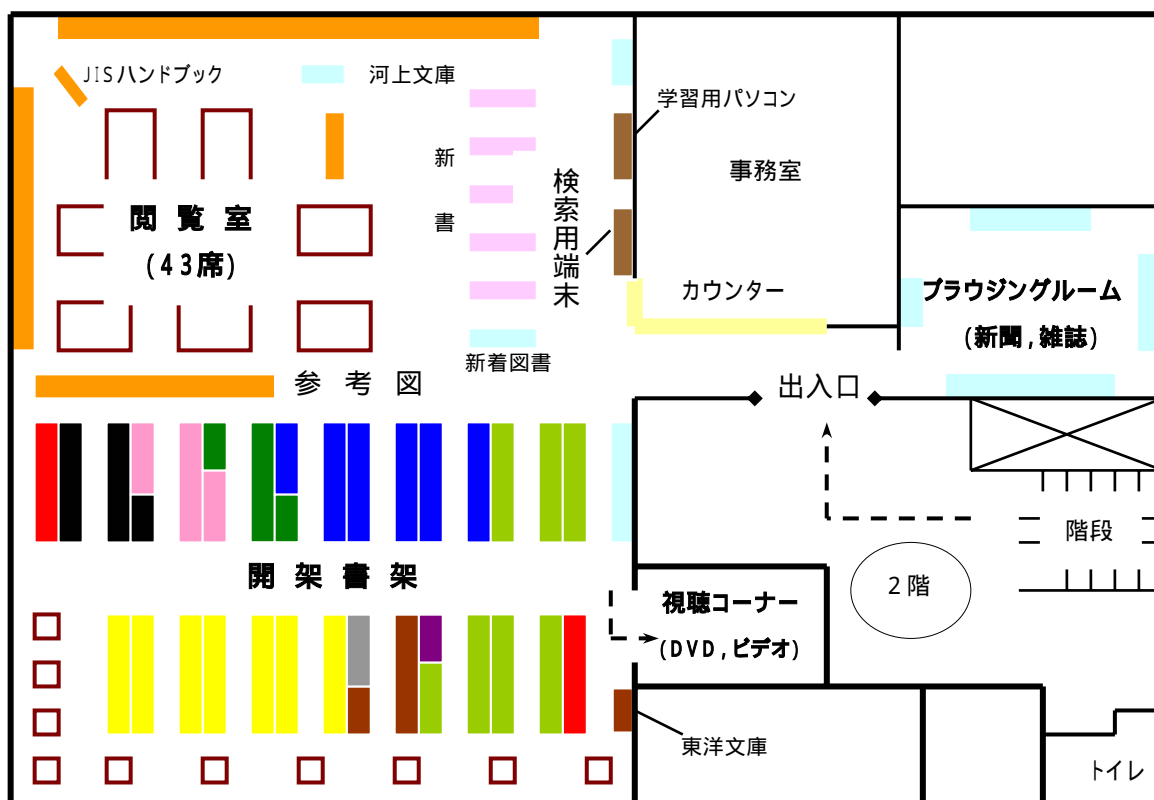 JISハンドブック
河上文庫
学習用パソコン
新書
検索用端末
事務室
閲覧室
(43席)
カウンター
ブラウジングルーム
(新聞,雑誌)
新着図書
参考図
出入口
階段
開架書架
2階
視聴コーナー
(DVD,ビデオ)
東洋文庫
トイレ